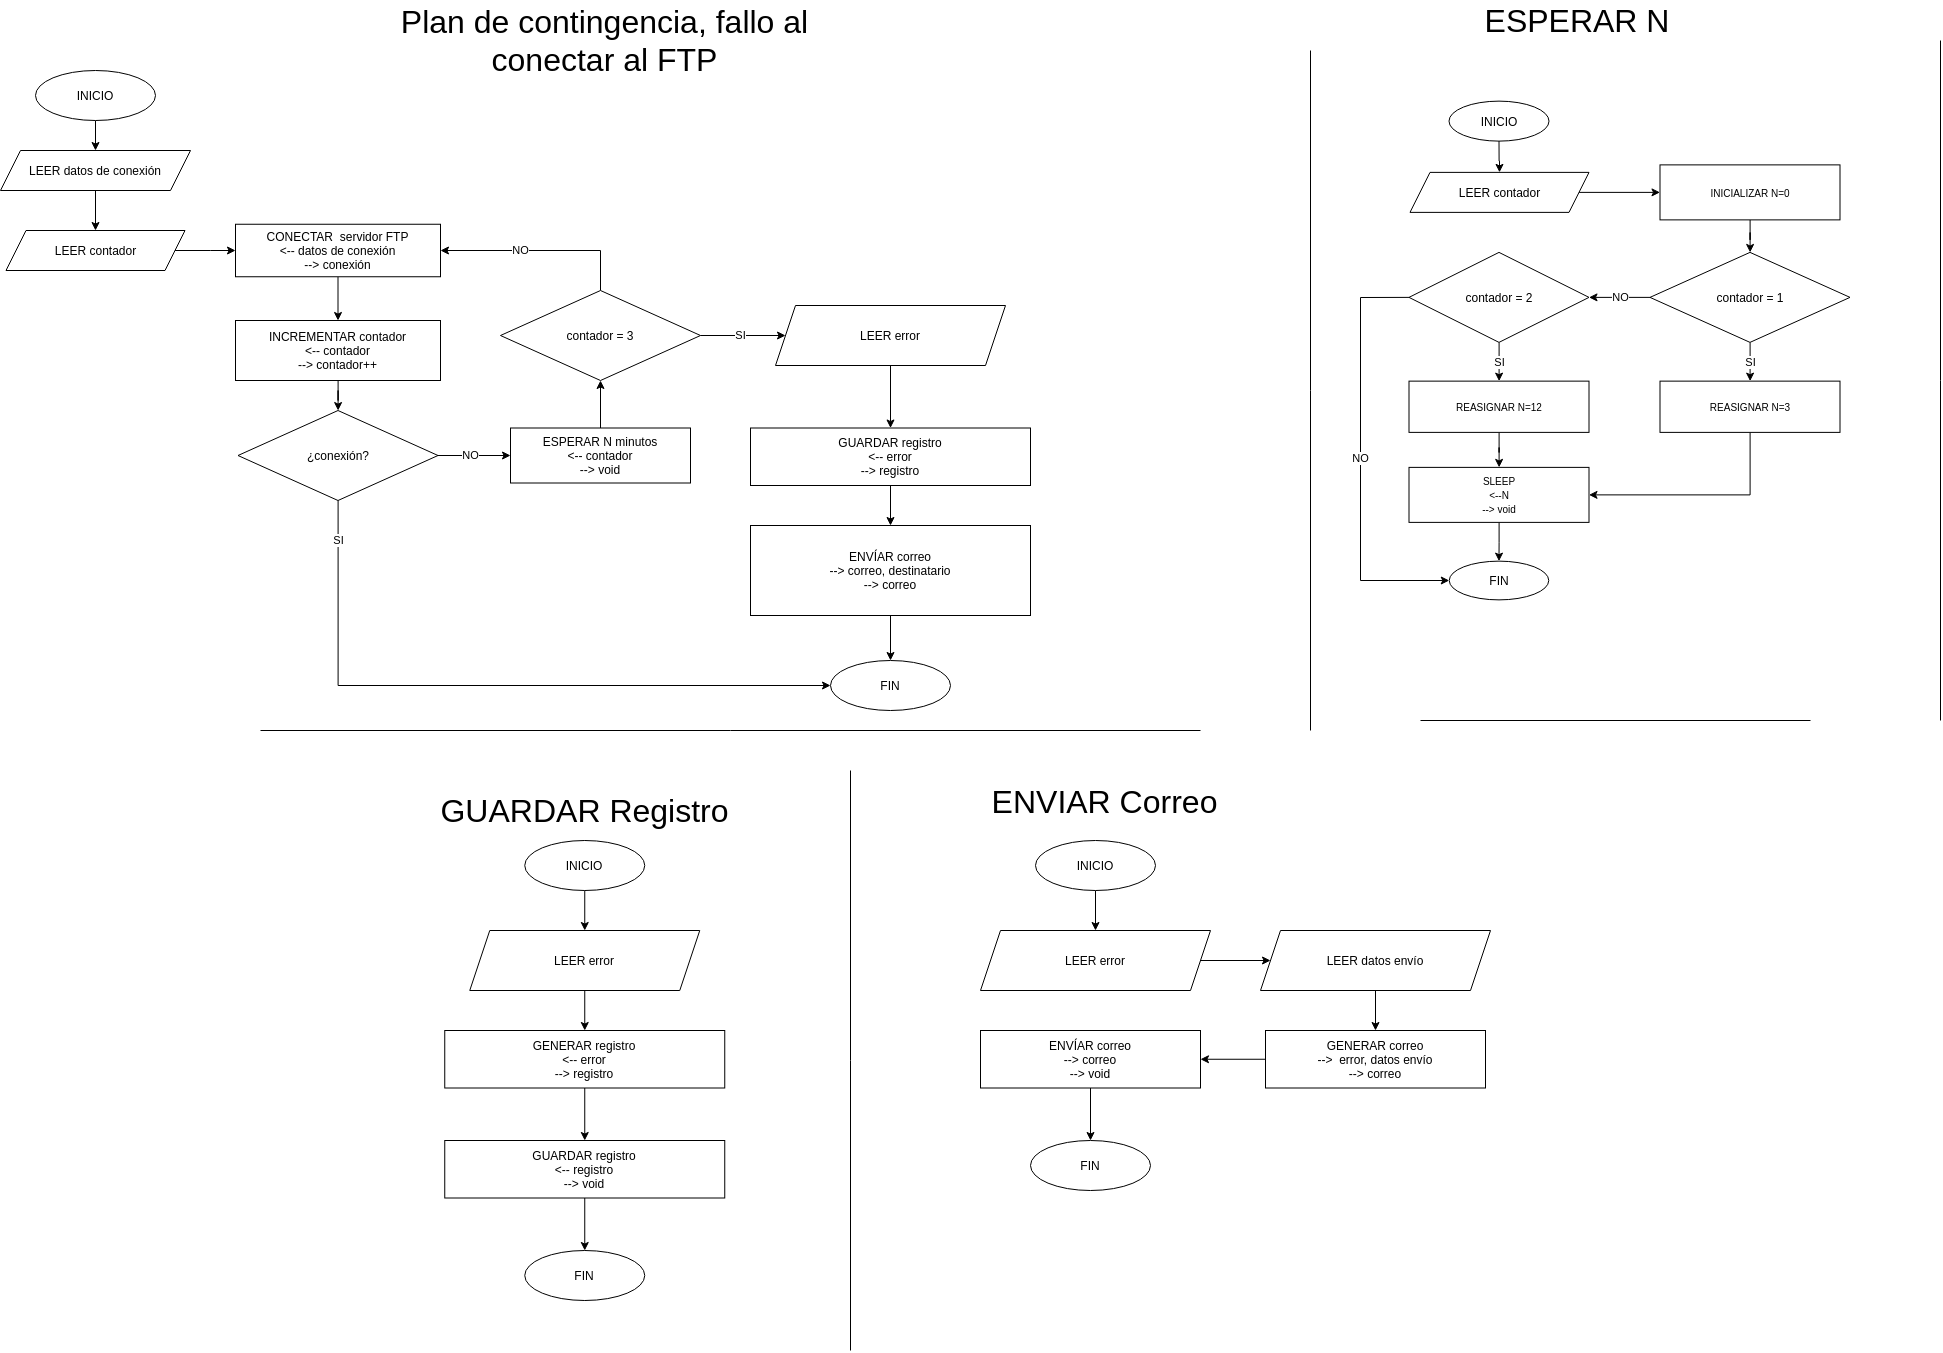 Plan de contingencia, fallo al
conectar al FTP
INICIO
LEER datos de conexión
LEER contador
CONECTAR servidor FTP
<-- datos de conexión
--> conexión
INCREMENTAR contador
<-- contador
--> contador++
¿conexión?
NO
SI
ESPERAR N minutos
<-- contador
--> void
contador = 3
NO
SI
LEER error
GUARDAR registro
<-- error
--> registro
ENVÍAR correo
--> correo, destinatario
--> correo
FIN
ESPERAR N
INICIO
LEER contador
INICIALIZAR N=0
contador = 1
NO
SI
contador = 2
SI
NO
REASIGNAR N=12
REASIGNAR N=3
SLEEP
<--N
--> void
FIN
GUARDAR Registro
INICIO
LEER error
GENERAR registro
<-- error
--> registro
GUARDAR registro
<-- registro
--> void
FIN
ENVIAR Correo
INICIO
LEER error
LEER datos envío
GENERAR correo
--> error, datos envío
--> correo
ENVÍAR correo
--> correo
--> void
FIN